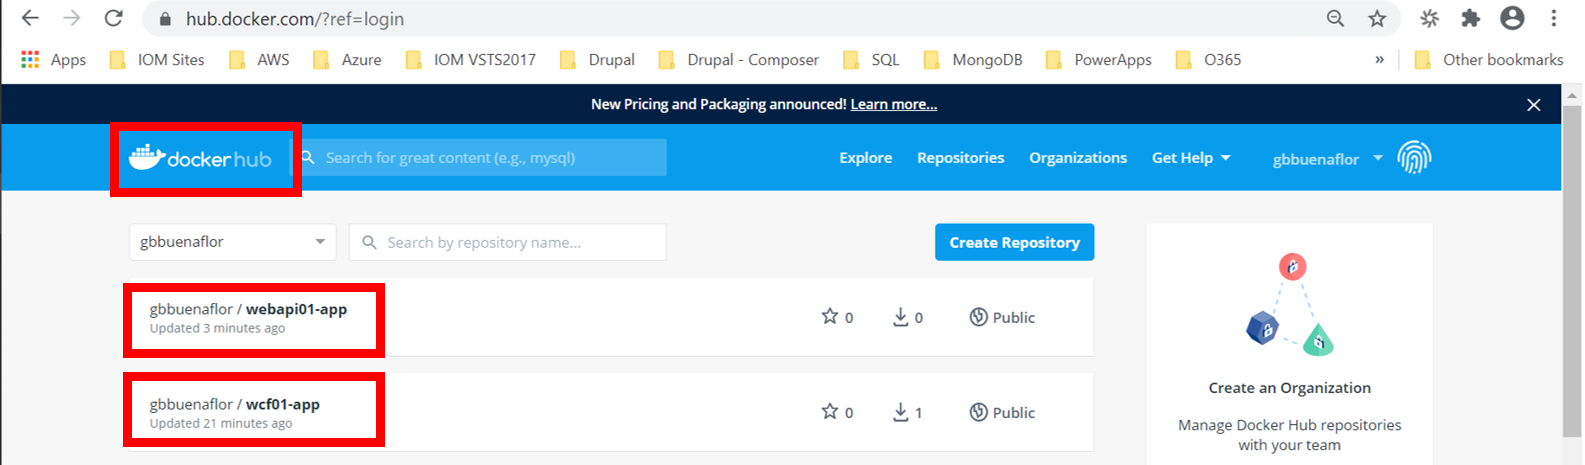 hub.docker.com/?ref=login
Apps IOM Sites AWS Azure IOM VSTS2017 Drupal Drupal - Composer SQL MongoDB PowerApps O365 » Other bookmarks
New Pricing and Packaging announced! Learn more...
docker hub Search for great content (e.g., mysql) Explore Repositories Organizations Get Help gbbuenaflor
gbbuenaflor Search by repository name... Create Repository
gbbuenaflor / webapi01-app
Updated 3 minutes ago
0 0 Public
gbbuenaflor / wcf01-app
Updated 21 minutes ago
0 1 Public
Create an Organization
Manage Docker Hub repositories
with your team